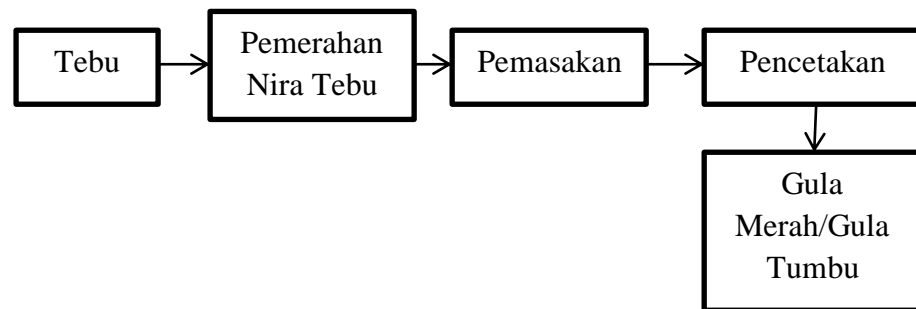 Tebu
Pemerahan
Nira Tebu
Pemasakan
Pencetakan
Gula
Merah/Gula
Tumbu